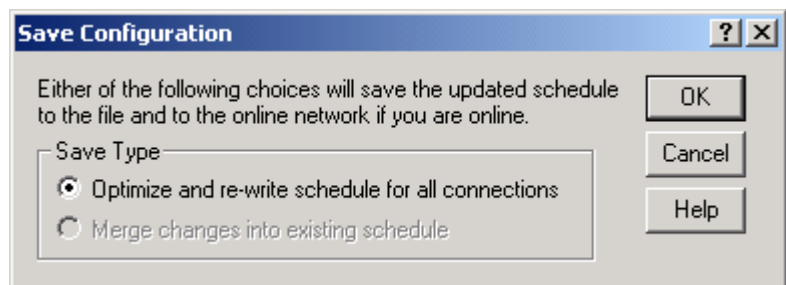 Save Configuration
Either of the following choices will save the updated schedule
to the file and to the online network if you are online.
OK
Save Type
Cancel
Optimize and re-write schedule for all connections
Help
Merge changes into existing schedule